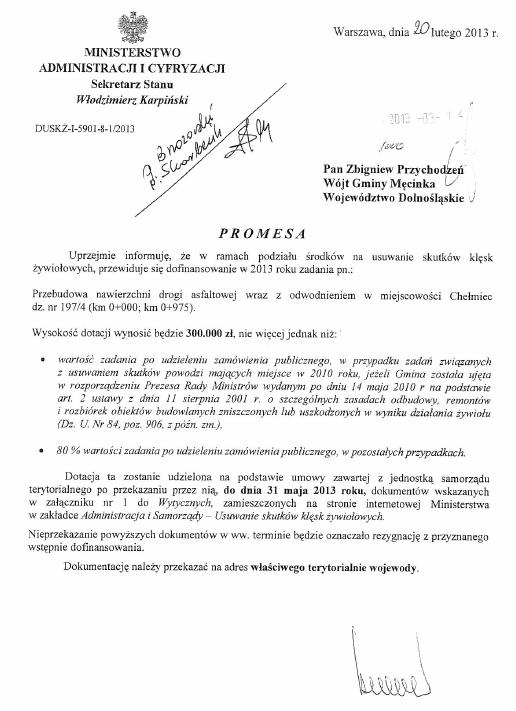 Warszawa, dnia 20 lutego 2013 r.
MINISTERSTWO
ADMINISTRACJI I CYFRYZACJI
Sekretarz Stanu
Włodzimierz Karpiński
DUSKŻ-I-5901-8-1/2013
2013 -03- 1
Pan Zbigniew Przychodzeń
Wójt Gminy Męcinka
Województwo Dolnośląskie
PROMESA
Uprzejmie informuję, że w ramach podziału środków na usuwanie skutków klęsk
żywiołowych, przewiduje się dofinansowanie w 2013 roku zadania pn.:
Przebudowa nawierzchni drogi asfaltowej wraz z odwodnieniem w miejscowości Chełmiec
dz. nr 197/4 (km 0+000; km 0+975).
Wysokość dotacji wynosić będzie 300.000 zł, nie więcej jednak niż:
• wartość zadania po udzieleniu zamówienia publicznego, w przypadku zadań związanych
z usuwaniem skutków powodzi mających miejsce w 2010 roku, jeżeli Gmina została ujęta
w rozporządzeniu Prezesa Rady Ministrów wydanym po dniu 14 maja 2010 r na podstawie
art. 2 ustawy z dnia 11 sierpnia 2001 r. o szczególnych zasadach odbudowy, remontów
i rozbiórek obiektów budowlanych zniszczonych lub uszkodzonych w wyniku działania żywiołu
(Dz. U. Nr 84, poz. 906, z późn. zm.),
• 80 % wartości zadania po udzieleniu zamówienia publicznego, w pozostałych przypadkach.
Dotacja ta zostanie udzielona na podstawie umowy zawartej z jednostką samorządu
terytorialnego po przekazaniu przez nią, do dnia 31 maja 2013 roku, dokumentów wskazanych
w załączniku nr 1 do Wytycznych, zamieszczonych na stronie internetowej Ministerstwa
w zakładce Administracja i Samorządy – Usuwanie skutków klęsk żywiołowych.
Nieprzekazanie powyższych dokumentów w ww. terminie będzie oznaczało rezygnację z przyznanego
wstępnie dofinansowania.
Dokumentację należy przekazać na adres właściwego terytorialnie wojewody.